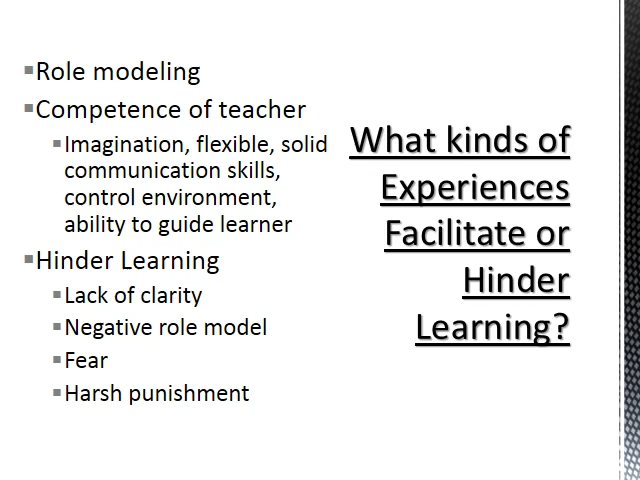 ▪Role modeling
▪Competence of teacher
▪Imagination, flexible, solid
communication skills,
control environment,
ability to guide learner
▪Hinder Learning
▪Lack of clarity
▪Negative role model
▪Fear
▪Harsh punishment
What kinds of
Experiences
Facilitate or
Hinder
Learning?